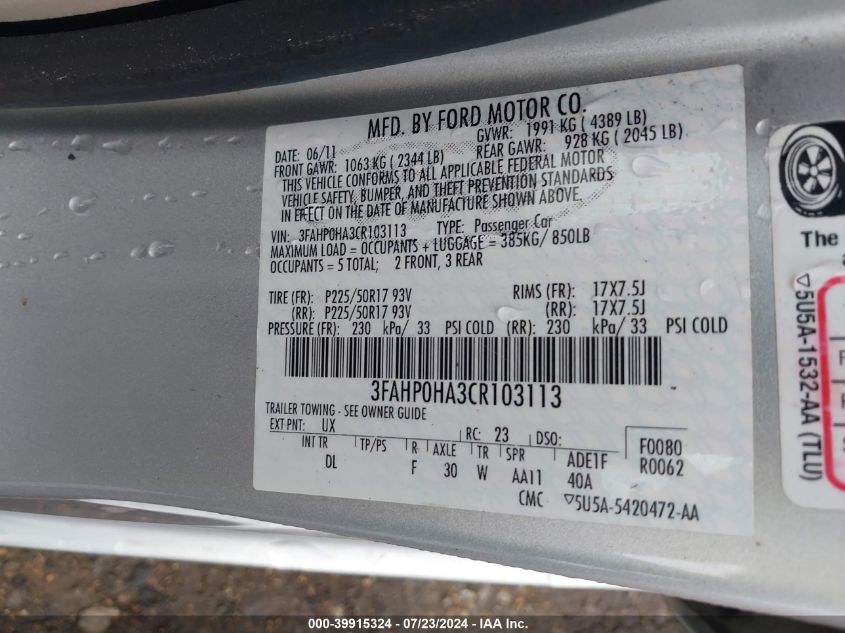 MFD. BY FORD MOTOR CO.
DATE: 06/11 GVWR: 1991 KG ( 4389 LB)
FRONT GAWR: 1063 KG ( 2344 LB) REAR GAWR: 928 KG ( 2045 LB)
THIS VEHICLE CONFORMS TO ALL APPLICABLE FEDERAL MOTOR
VEHICLE SAFETY, BUMPER, AND THEFT PREVENTION STANDARDS
IN EFFECT ON THE DATE OF MANUFACTURE SHOWN ABOVE.
VIN: 3FAHP0HA3CR103113 TYPE: Passenger Car
MAXIMUM LOAD = OCCUPANTS + LUGGAGE = 385KG/ 850LB
OCCUPANTS = 5 TOTAL; 2 FRONT, 3 REAR
TIRE (FR): P225/50R17 93V RIMS (FR): 17X7.5J
(RR): P225/50R17 93V (RR): 17X7.5J
PRESSURE (FR): 230 kPa/ 33 PSI COLD (RR): 230 kPa/ 33 PSI COLD
3FAHP0HA3CR103113
TRAILER TOWING - SEE OWNER GUIDE
EXT PNT: UX RC: 23 DSO: F0080
INT TR TP/PS R AXLE TR SPR ADE1F R0062
DL F 30 W AA11 40A
CMC ▽5U5A-5420472-AA
The
▽5U5A-1532-AA (TLU)
000-39915324 / 07/23/2024 - IAA Inc.